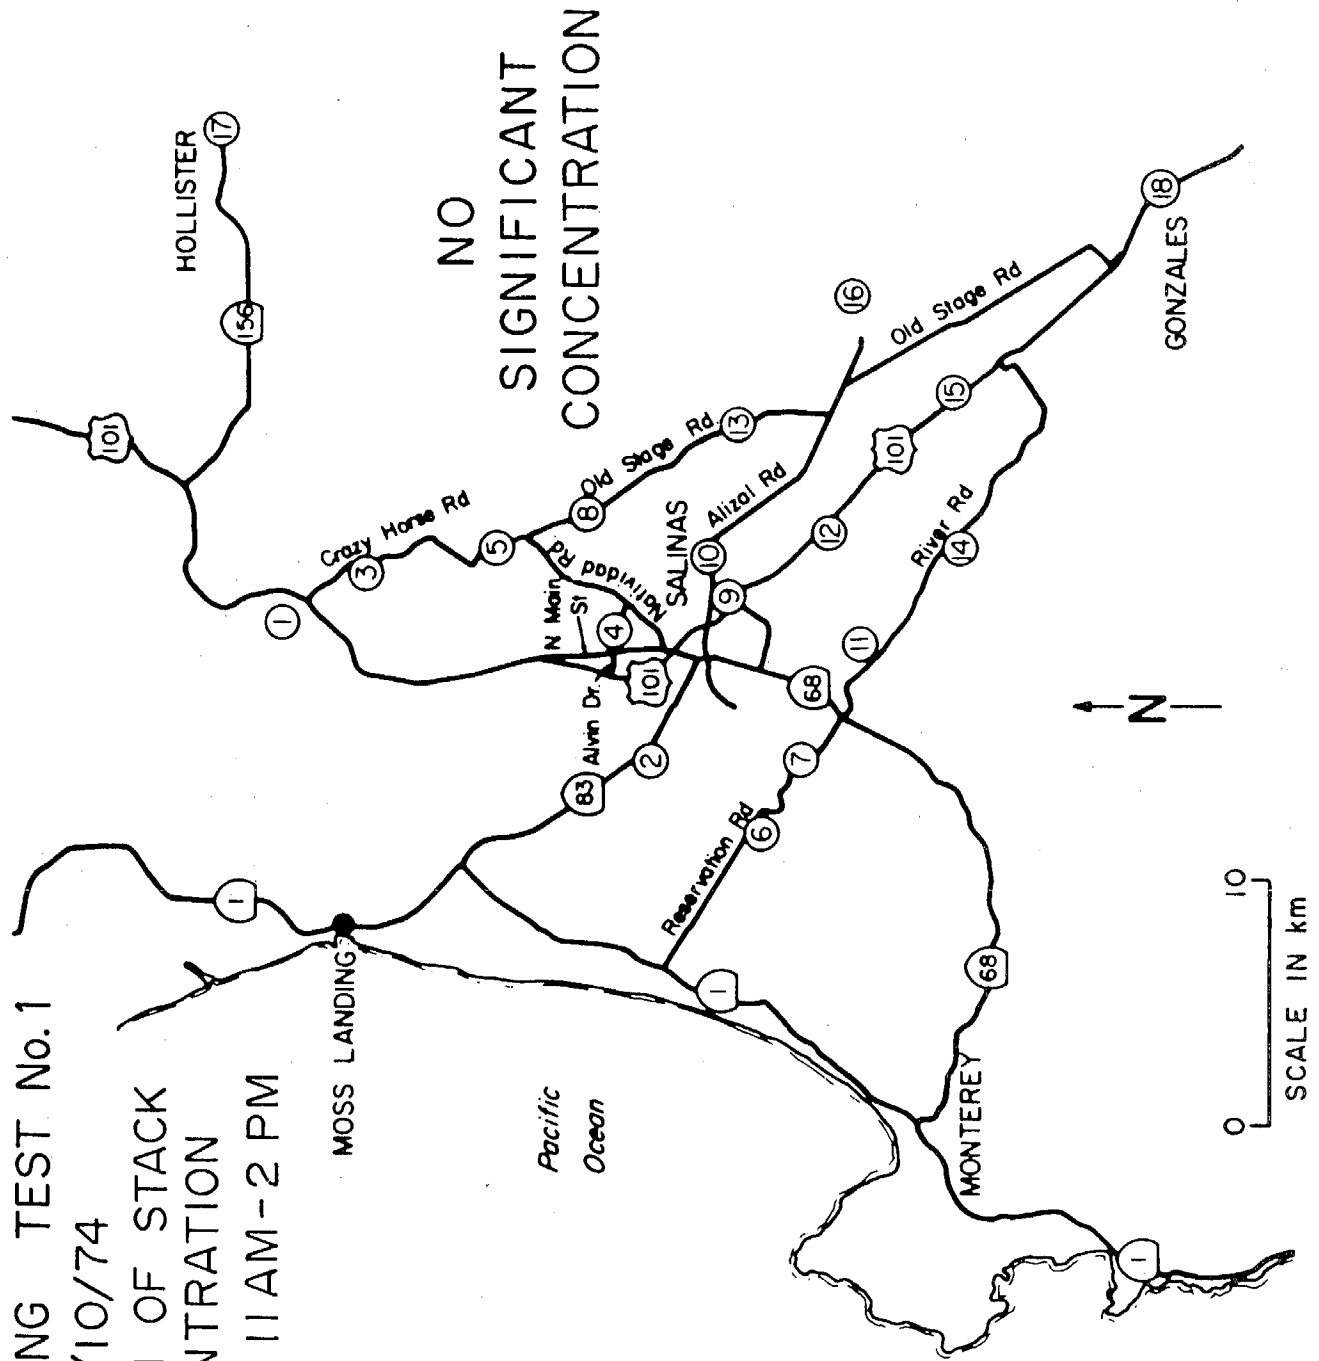 NG TEST No. 1
/10/74
OF STACK
NTRATION
11 AM-2 PM
NO
SIGNIFICANT
CONCENTRATION
HOLLISTER
17
156
101
1
Crazy Horse Rd
3
5
8
Old Stage Rd.
13
16
Old Stage Rd
18
GONZALES
15
101
12
Alizal Rd
10
SALINAS
9
Natividad Rd
N Main
St
4
101
Alvin Dr.
83
2
68
11
River Rd
14
7
6
Reservation Rd
1
MOSS LANDING
Pacific
Ocean
1
68
MONTEREY
1
N
0 10
SCALE IN km